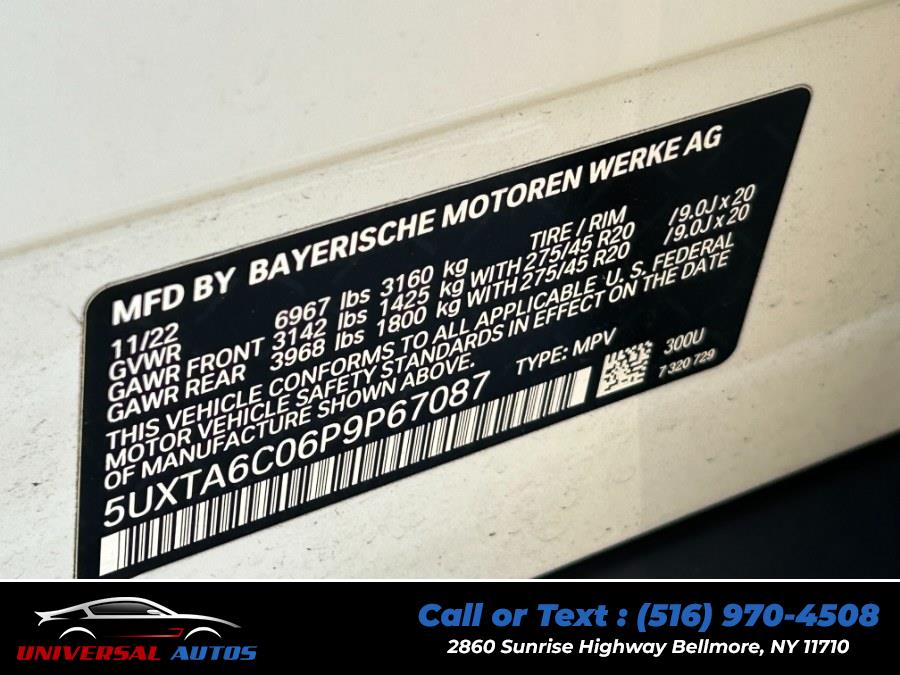 MFD BY BAYERISCHE MOTOREN WERKE AG
11/22 TIRE / RIM
GVWR 6967 lbs 3160 kg
GAWR FRONT 3142 lbs 1425 kg WITH 275/45 R20 /9.0J x 20
GAWR REAR 3968 lbs 1800 kg WITH 275/45 R20 /9.0J x 20
THIS VEHICLE CONFORMS TO ALL APPLICABLE U. S. FEDERAL
MOTOR VEHICLE SAFETY STANDARDS IN EFFECT ON THE DATE
OF MANUFACTURE SHOWN ABOVE.
5UXTA6C06P9P67087 TYPE: MPV 300U
7 320 729
UNIVERSAL AUTOS
Call or Text : (516) 970-4508
2860 Sunrise Highway Bellmore, NY 11710